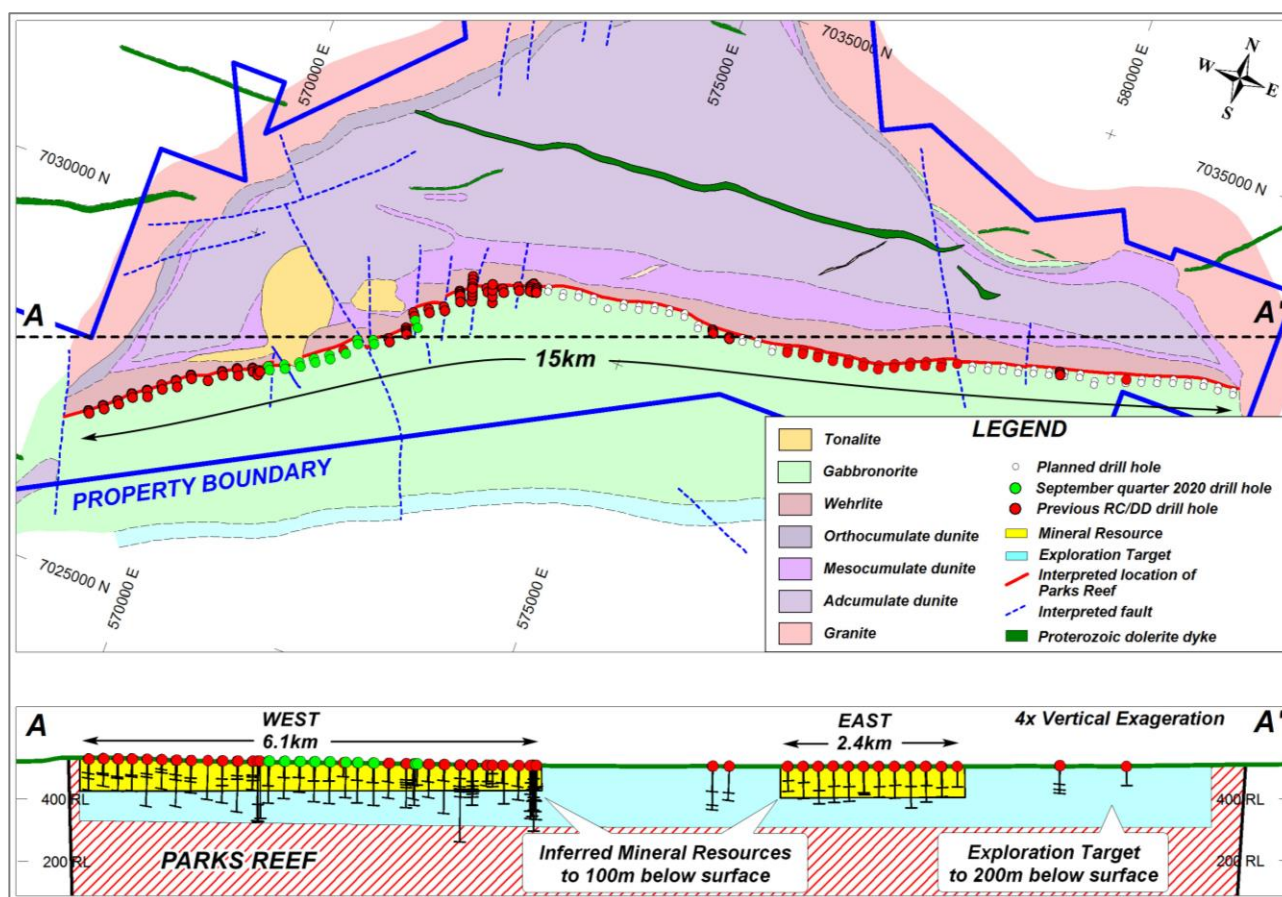 570000 E
575000 E
7035000 N
580000 E
N
W
E
S
7030000 N
7035000 N
A
A'
15km
PROPERTY BOUNDARY
7025000 N
570000 E
575000 E
LEGEND
Tonalite
Gabbronorite
Wehrlite
Orthocumulate dunite
Mesocumulate dunite
Adcumulate dunite
Granite
Planned drill hole
September quarter 2020 drill hole
Previous RC/DD drill hole
Mineral Resource
Exploration Target
Interpreted location of
Parks Reef
Interpreted fault
Proterozoic dolerite dyke
A
WEST
6.1km
EAST
2.4km
4x Vertical Exageration
A'
400 RL
400 RL
200 RL
200 RL
PARKS REEF
Inferred Mineral Resources
to 100m below surface
Exploration Target
to 200m below surface